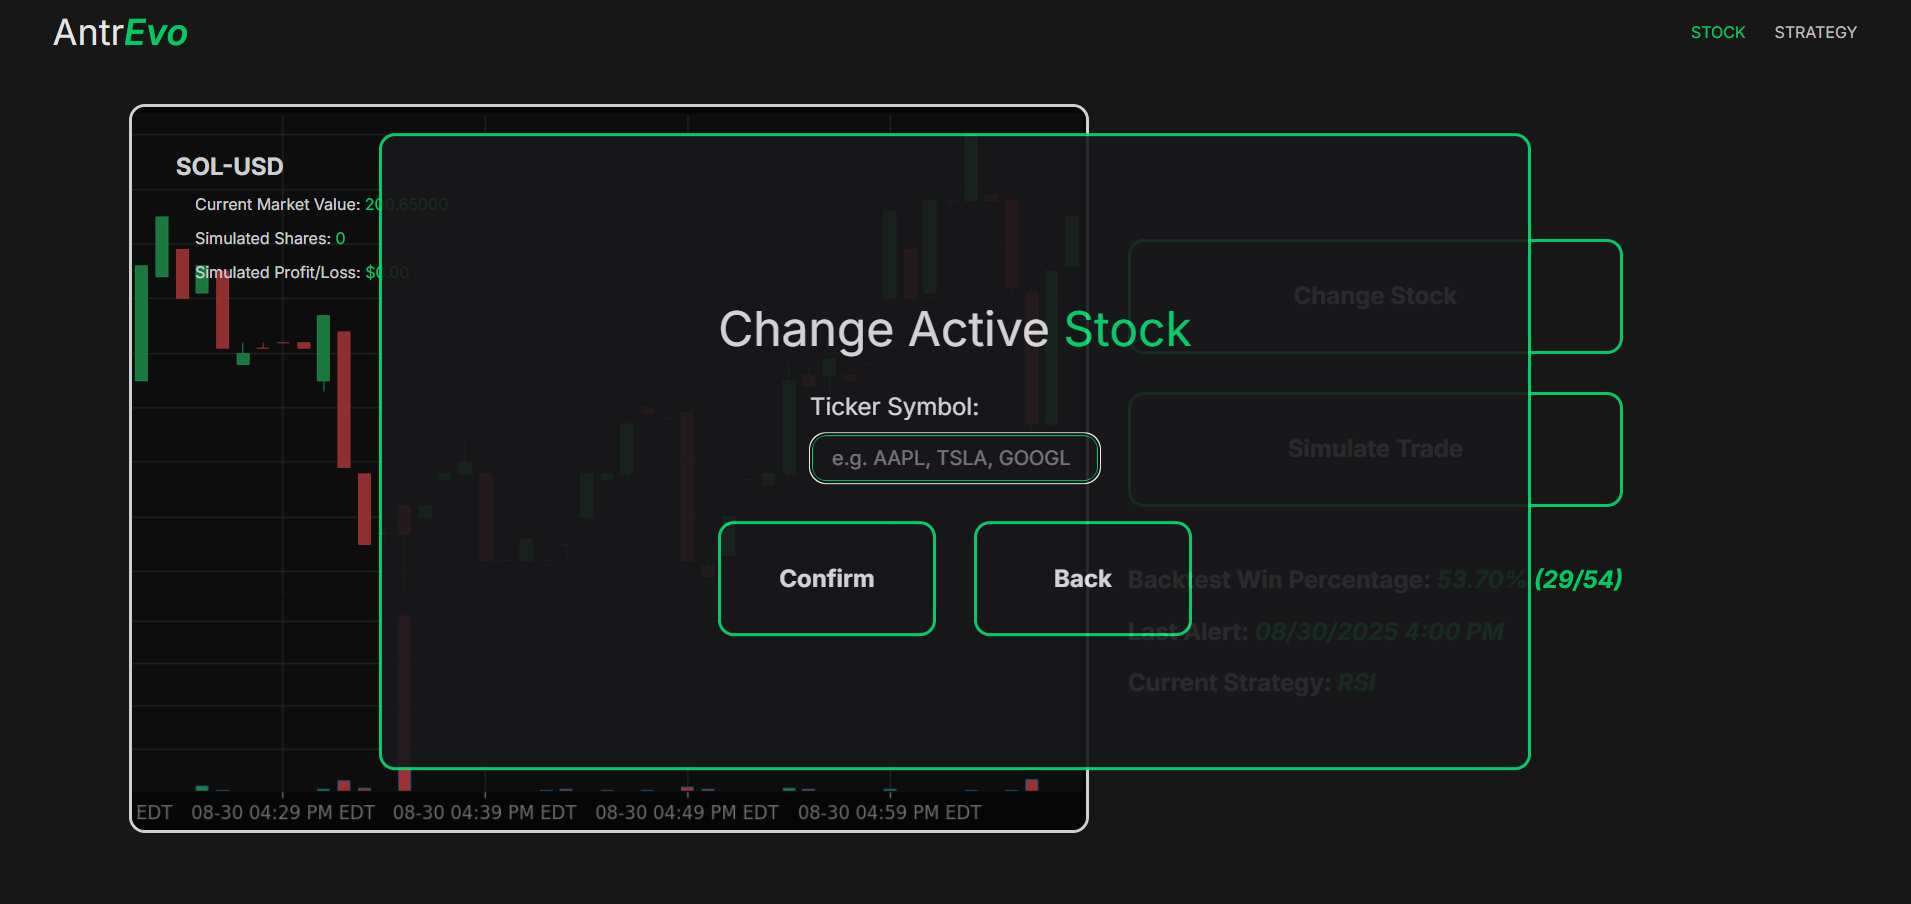 AntrEvo
STOCK STRATEGY
SOL-USD
Current Market Value: 200.65000
Simulated Shares: 0
Simulated Profit/Loss: $0.00
Change Stock
Change Active Stock
Ticker Symbol:
e.g. AAPL, TSLA, GOOGL
Simulate Trade
Confirm
Back
Backtest Win Percentage: 53.70% (29/54)
Last Alert: 08/30/2025 4:00 PM
Current Strategy: RSI
EDT 08-30 04:29 PM EDT 08-30 04:39 PM EDT 08-30 04:49 PM EDT 08-30 04:59 PM EDT